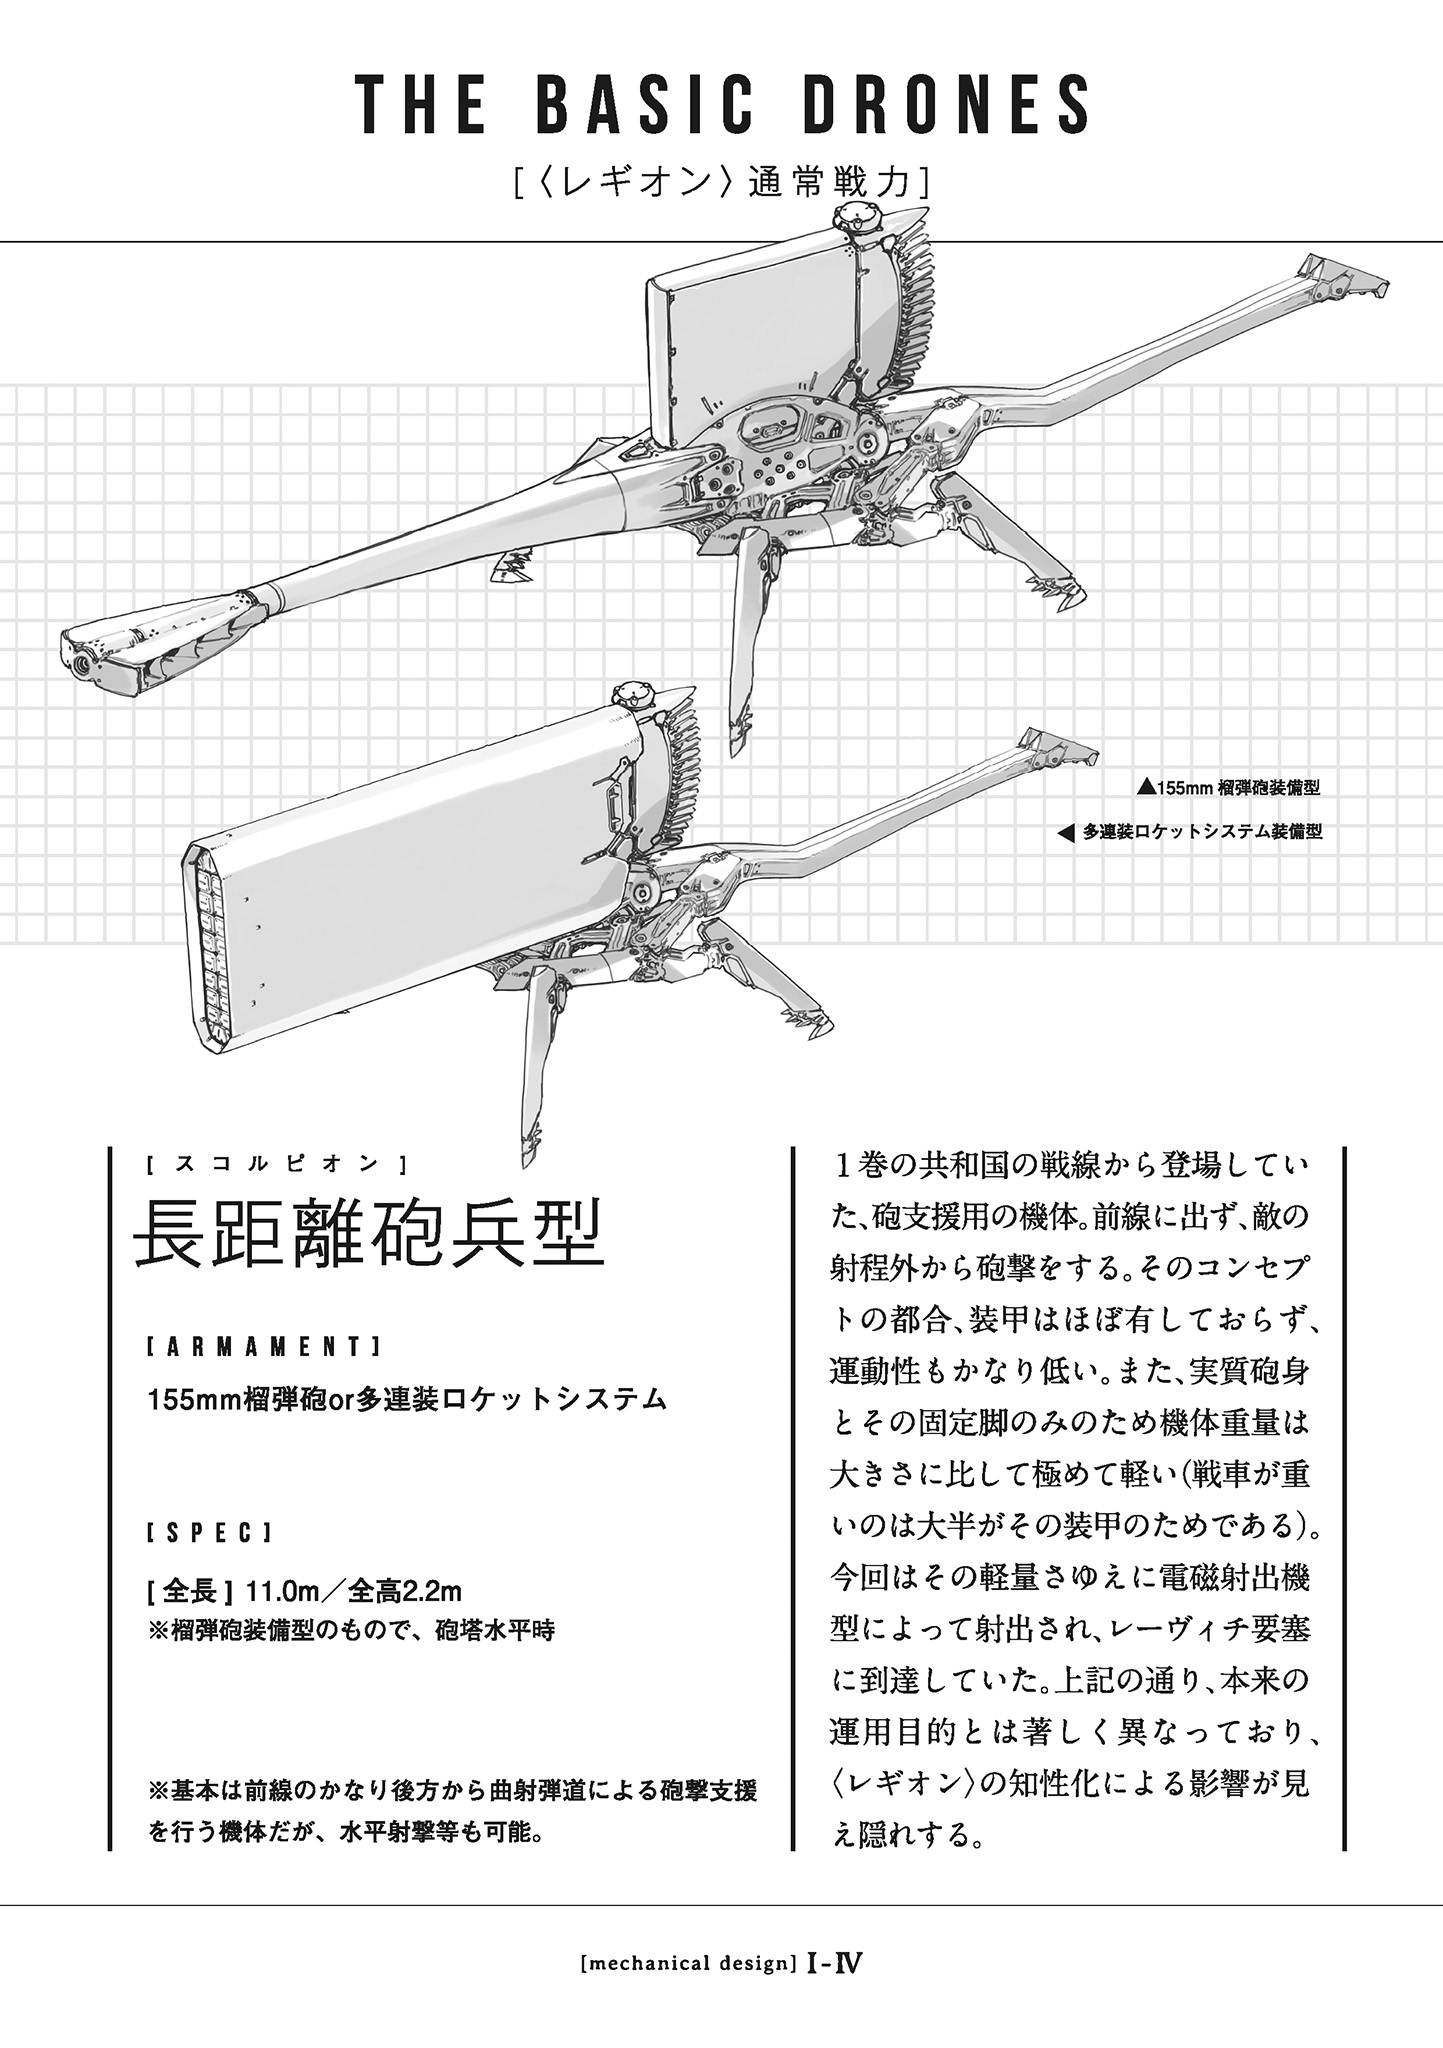 THE BASIC DRONES
[〈レギオン〉通常戦力]
▲155mm 榴弾砲装備型
◀ 多連装ロケットシステム装備型
[スコルピオン]
長距離砲兵型
[ARMAMENT]
155mm榴弾砲or多連装ロケットシステム
[SPEC]
[全長] 11.0m／全高2.2m
※榴弾砲装備型のもので、砲塔水平時
※基本は前線のかなり後方から曲射弾道による砲撃支援
を行う機体だが、水平射撃等も可能。
１巻の共和国の戦線から登場してい
た、砲支援用の機体。前線に出ず、敵の
射程外から砲撃をする。そのコンセプ
トの都合、装甲はほぼ有しておらず、
運動性もかなり低い。また、実質砲身
とその固定脚のみのため機体重量は
大きさに比して極めて軽い（戦車が重
いのは大半がその装甲のためである）。
今回はその軽量さゆえに電磁射出機
型によって射出され、レーヴィチ要塞
に到達していた。上記の通り、本来の
運用目的とは著しく異なっており、
〈レギオン〉の知性化による影響が見
え隠れする。
[mechanical design] I-IV